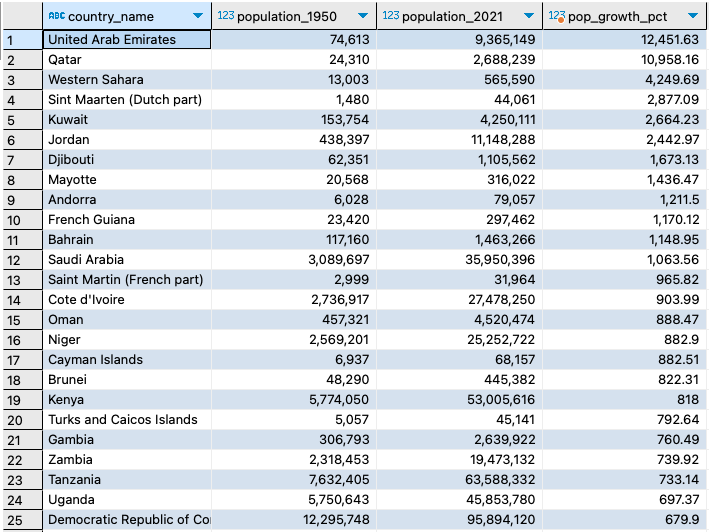 ABC country_name 123 population_1950 123 population_2021 123 pop_growth_pct
1 United Arab Emirates 74,613 9,365,149 12,451.63
2 Qatar 24,310 2,688,239 10,958.16
3 Western Sahara 13,003 565,590 4,249.69
4 Sint Maarten (Dutch part) 1,480 44,061 2,877.09
5 Kuwait 153,754 4,250,111 2,664.23
6 Jordan 438,397 11,148,288 2,442.97
7 Djibouti 62,351 1,105,562 1,673.13
8 Mayotte 20,568 316,022 1,436.47
9 Andorra 6,028 79,057 1,211.5
10 French Guiana 23,420 297,462 1,170.12
11 Bahrain 117,160 1,463,266 1,148.95
12 Saudi Arabia 3,089,697 35,950,396 1,063.56
13 Saint Martin (French part) 2,999 31,964 965.82
14 Cote d'Ivoire 2,736,917 27,478,250 903.99
15 Oman 457,321 4,520,474 888.47
16 Niger 2,569,201 25,252,722 882.9
17 Cayman Islands 6,937 68,157 882.51
18 Brunei 48,290 445,382 822.31
19 Kenya 5,774,050 53,005,616 818
20 Turks and Caicos Islands 5,057 45,141 792.64
21 Gambia 306,793 2,639,922 760.49
22 Zambia 2,318,453 19,473,132 739.92
23 Tanzania 7,632,405 63,588,332 733.14
24 Uganda 5,750,643 45,853,780 697.37
25 Democratic Republic of Co 12,295,748 95,894,120 679.9